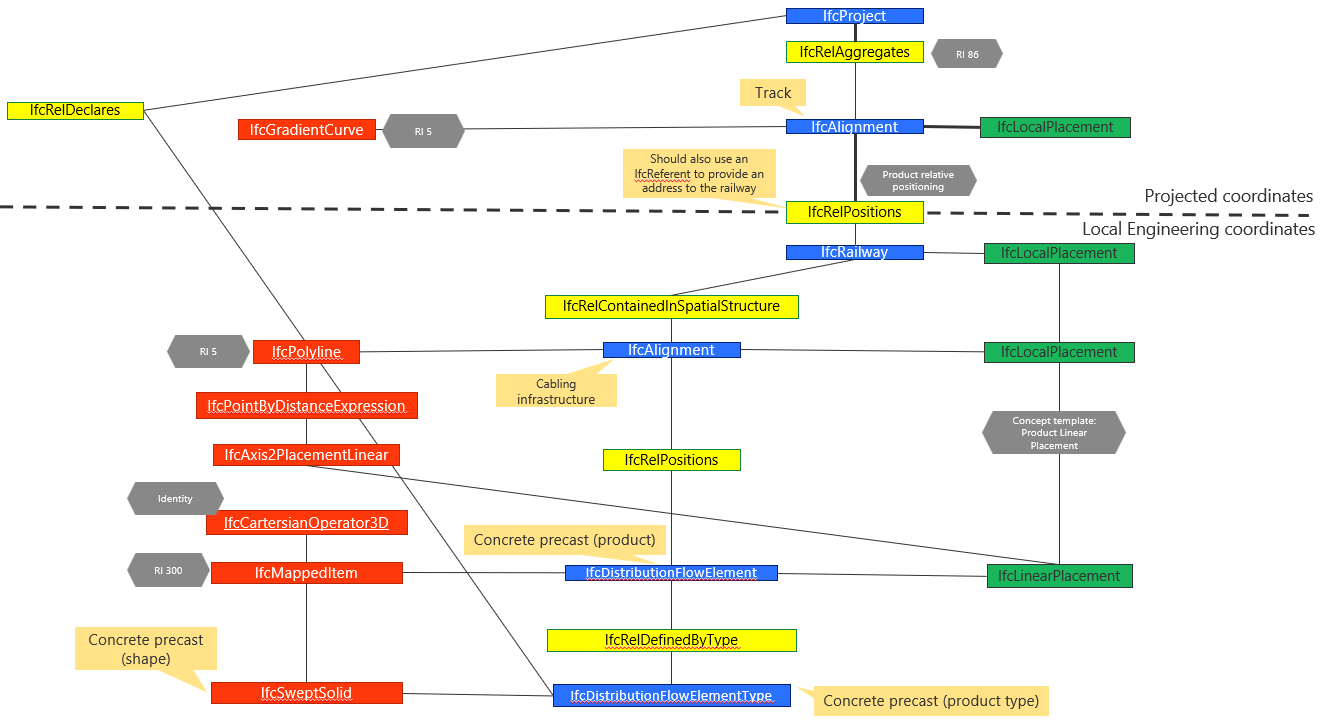 IfcProject
IfcRelAggregates
RI 86
Track
IfcRelDeclares
IfcGradientCurve
RI 5
IfcAlignment
IfcLocalPlacement
Should also use an
IfcReferent to provide an
address to the railway
Product relative
positioning
Projected coordinates
IfcRelPositions
Local Engineering coordinates
IfcRailway
IfcLocalPlacement
IfcRelContainedInSpatialStructure
RI 5
IfcPolyline
IfcAlignment
IfcLocalPlacement
Cabling
infrastructure
IfcPointByDistanceExpression
Concept template:
Product Linear
Placement
IfcAxis2PlacementLinear
IfcRelPositions
Identity
IfcCartersianOperator3D
Concrete precast (product)
RI 300
IfcMappedItem
IfcDistributionFlowElement
IfcLinearPlacement
Concrete precast
(shape)
IfcRelDefinedByType
IfcSweptSolid
IfcDistributionFlowElementType
Concrete precast (product type)